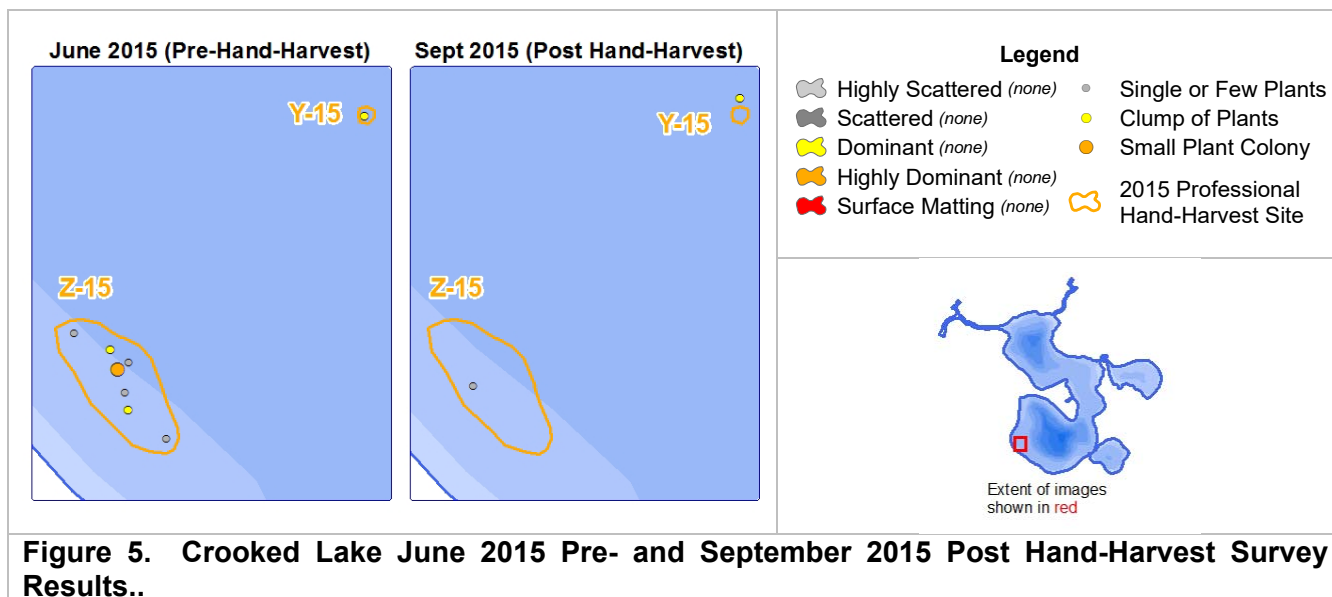 June 2015 (Pre-Hand-Harvest)
Y-15
Z-15
Sept 2015 (Post Hand-Harvest)
Y-15
Z-15
Legend
Highly Scattered (none)
Scattered (none)
Dominant (none)
Highly Dominant (none)
Surface Matting (none)
Single or Few Plants
Clump of Plants
Small Plant Colony
2015 Professional
Hand-Harvest Site
Extent of images
shown in red
Figure 5. Crooked Lake June 2015 Pre- and September 2015 Post Hand-Harvest Survey
Results..